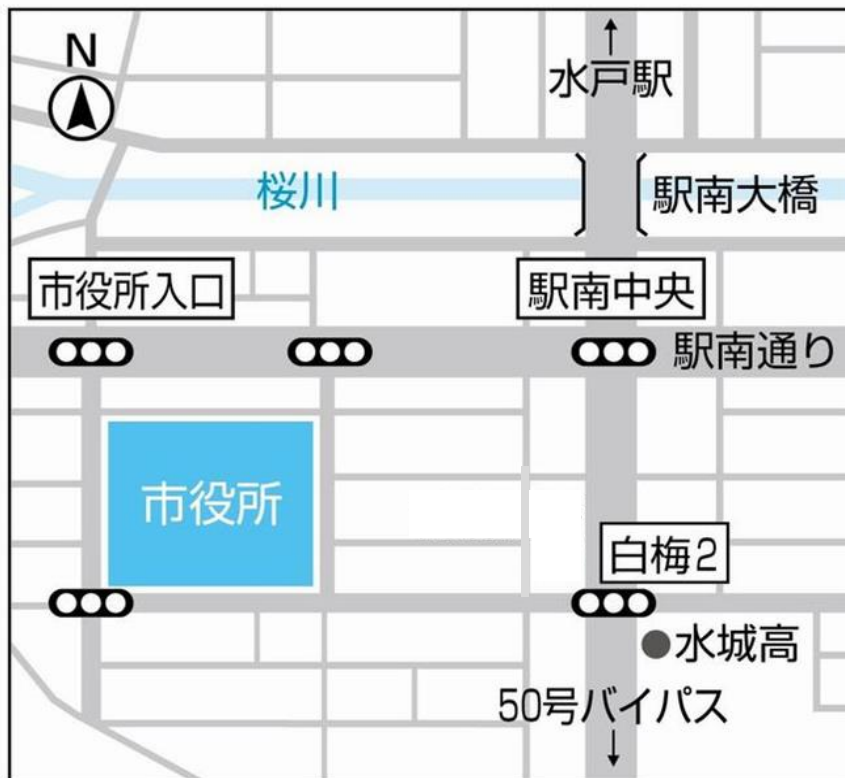 N
↑
水戸駅
桜川
駅南大橋
市役所入口
駅南中央
駅南通り
市役所
白梅2
水城高
50号バイパス
↓